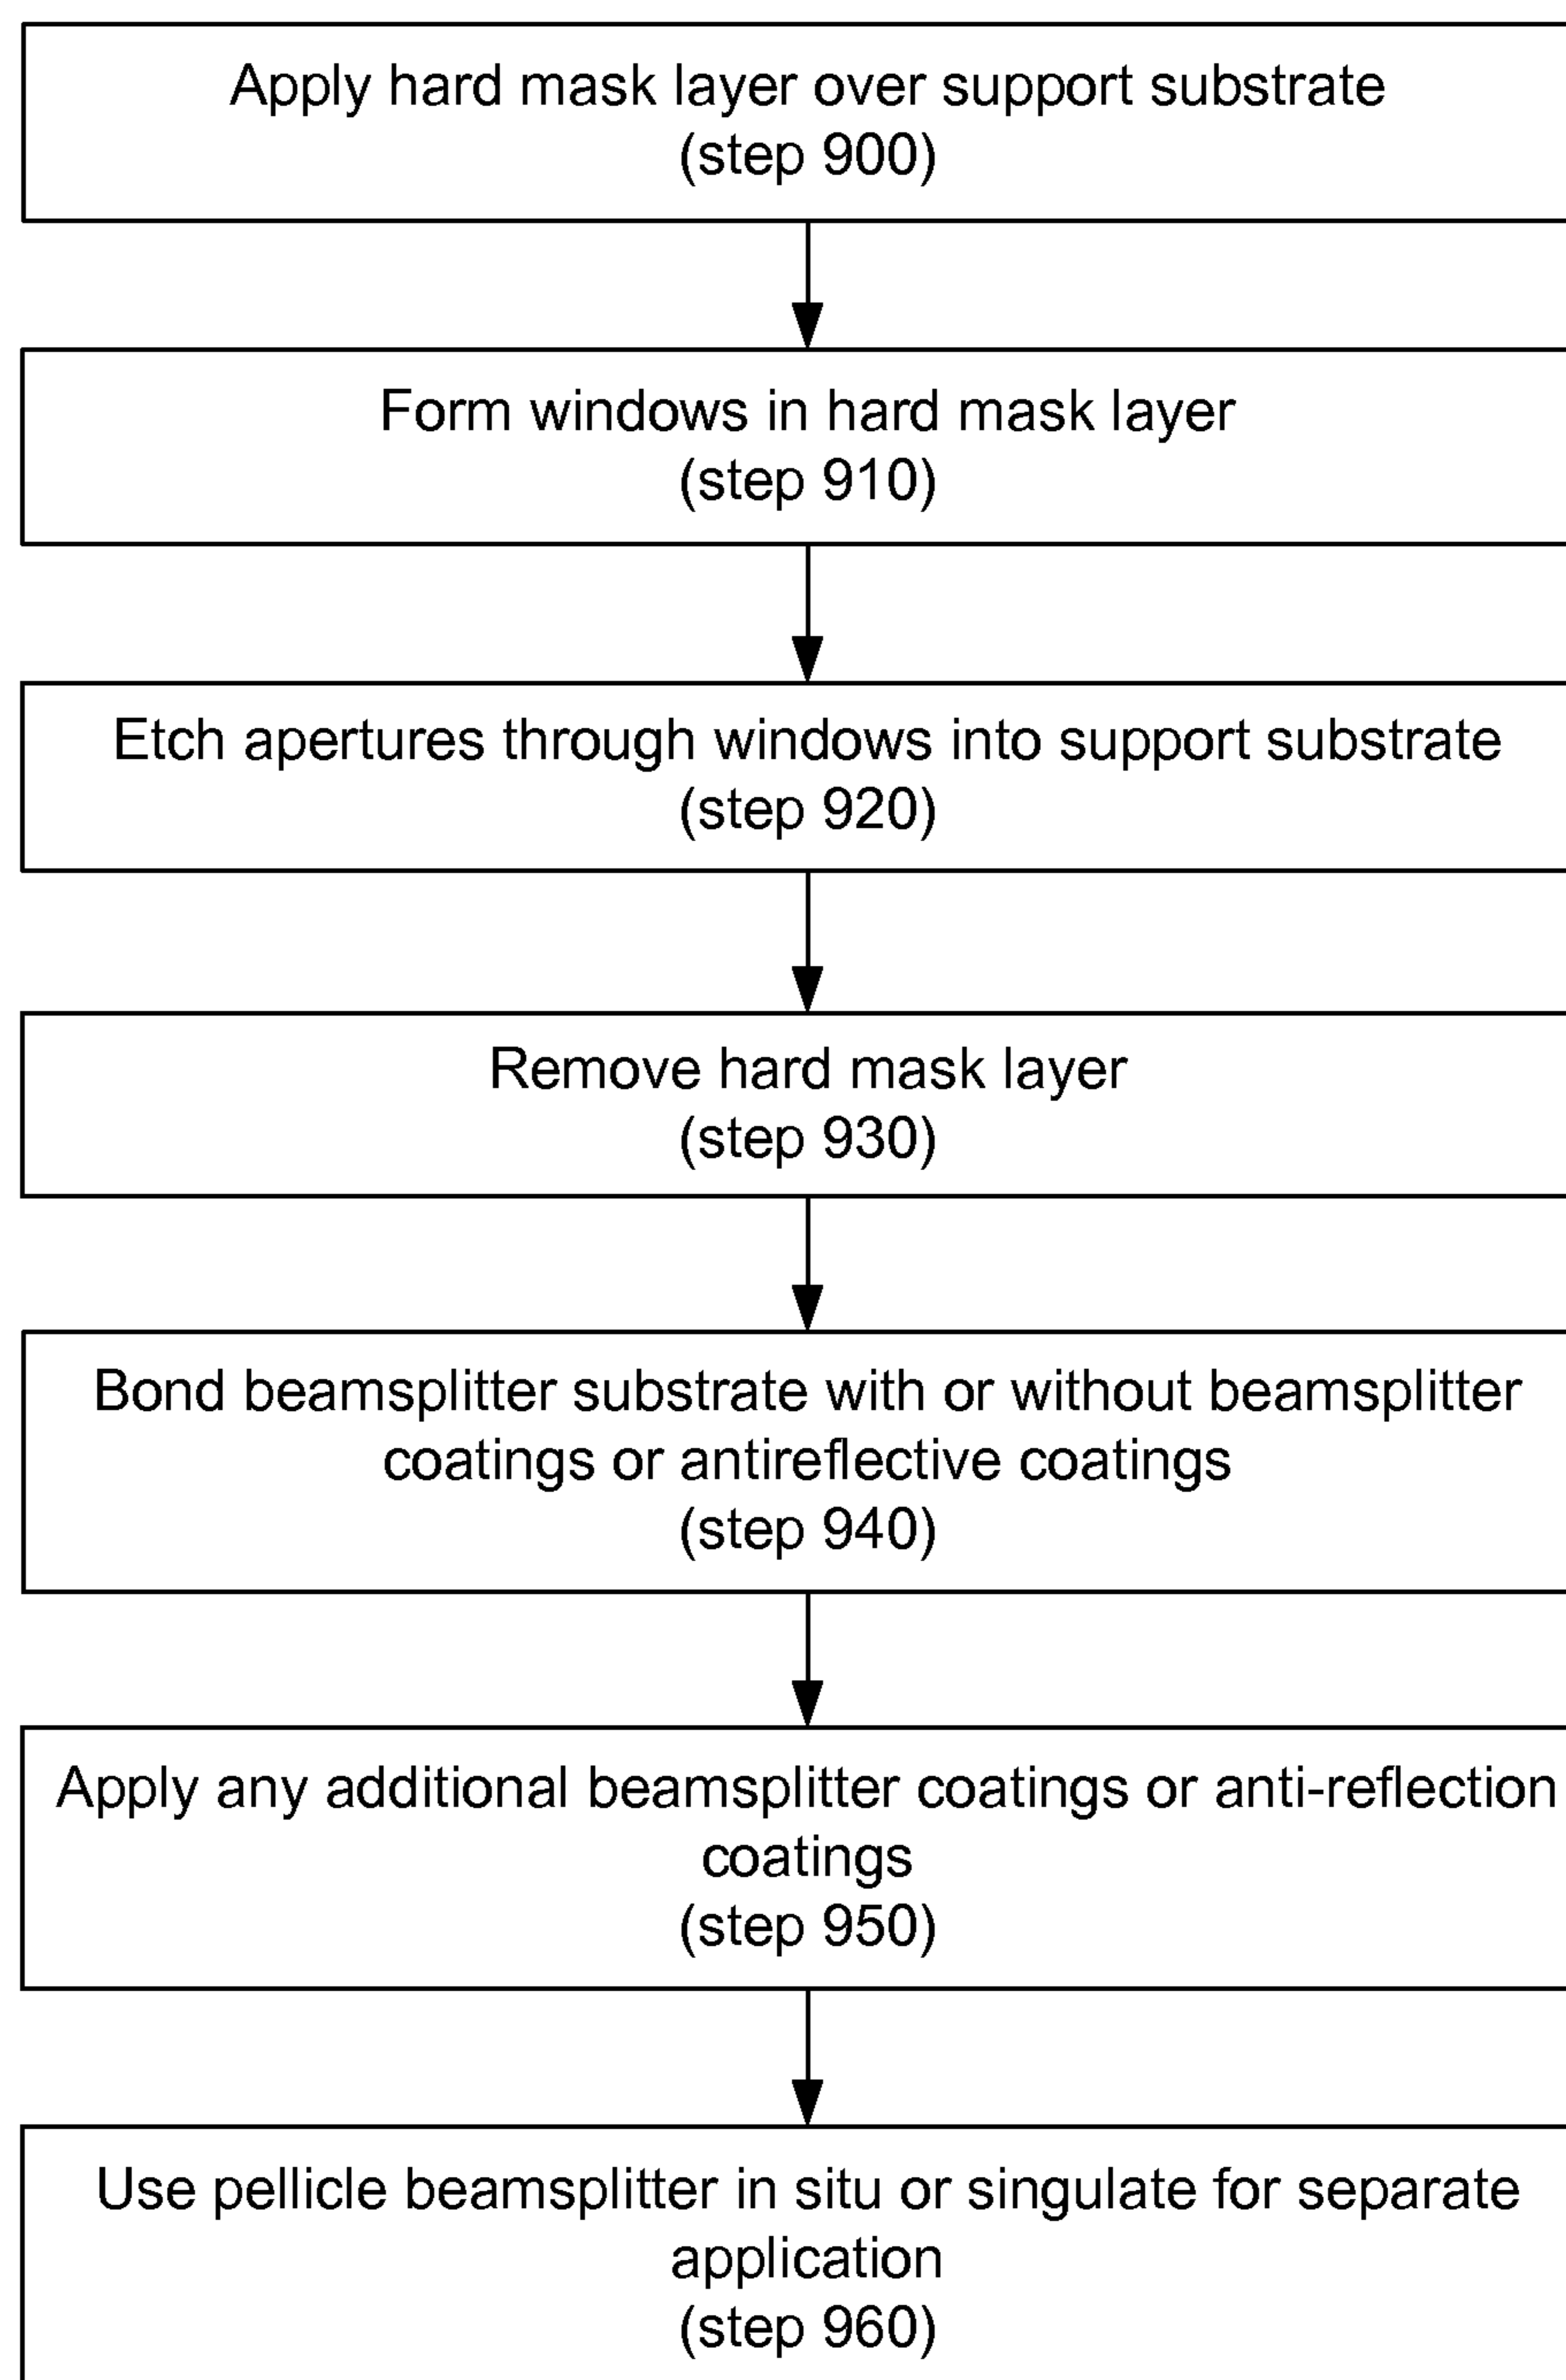 Apply hard mask layer over support substrate
(step 900)
Form windows in hard mask layer
(step 910)
Etch apertures through windows into support substrate
(step 920)
Remove hard mask layer
(step 930)
Bond beamsplitter substrate with or without beamsplitter
coatings or antireflective coatings
(step 940)
Apply any additional beamsplitter coatings or anti-reflection
coatings
(step 950)
Use pellicle beamsplitter in situ or singulate for separate
application
(step 960)